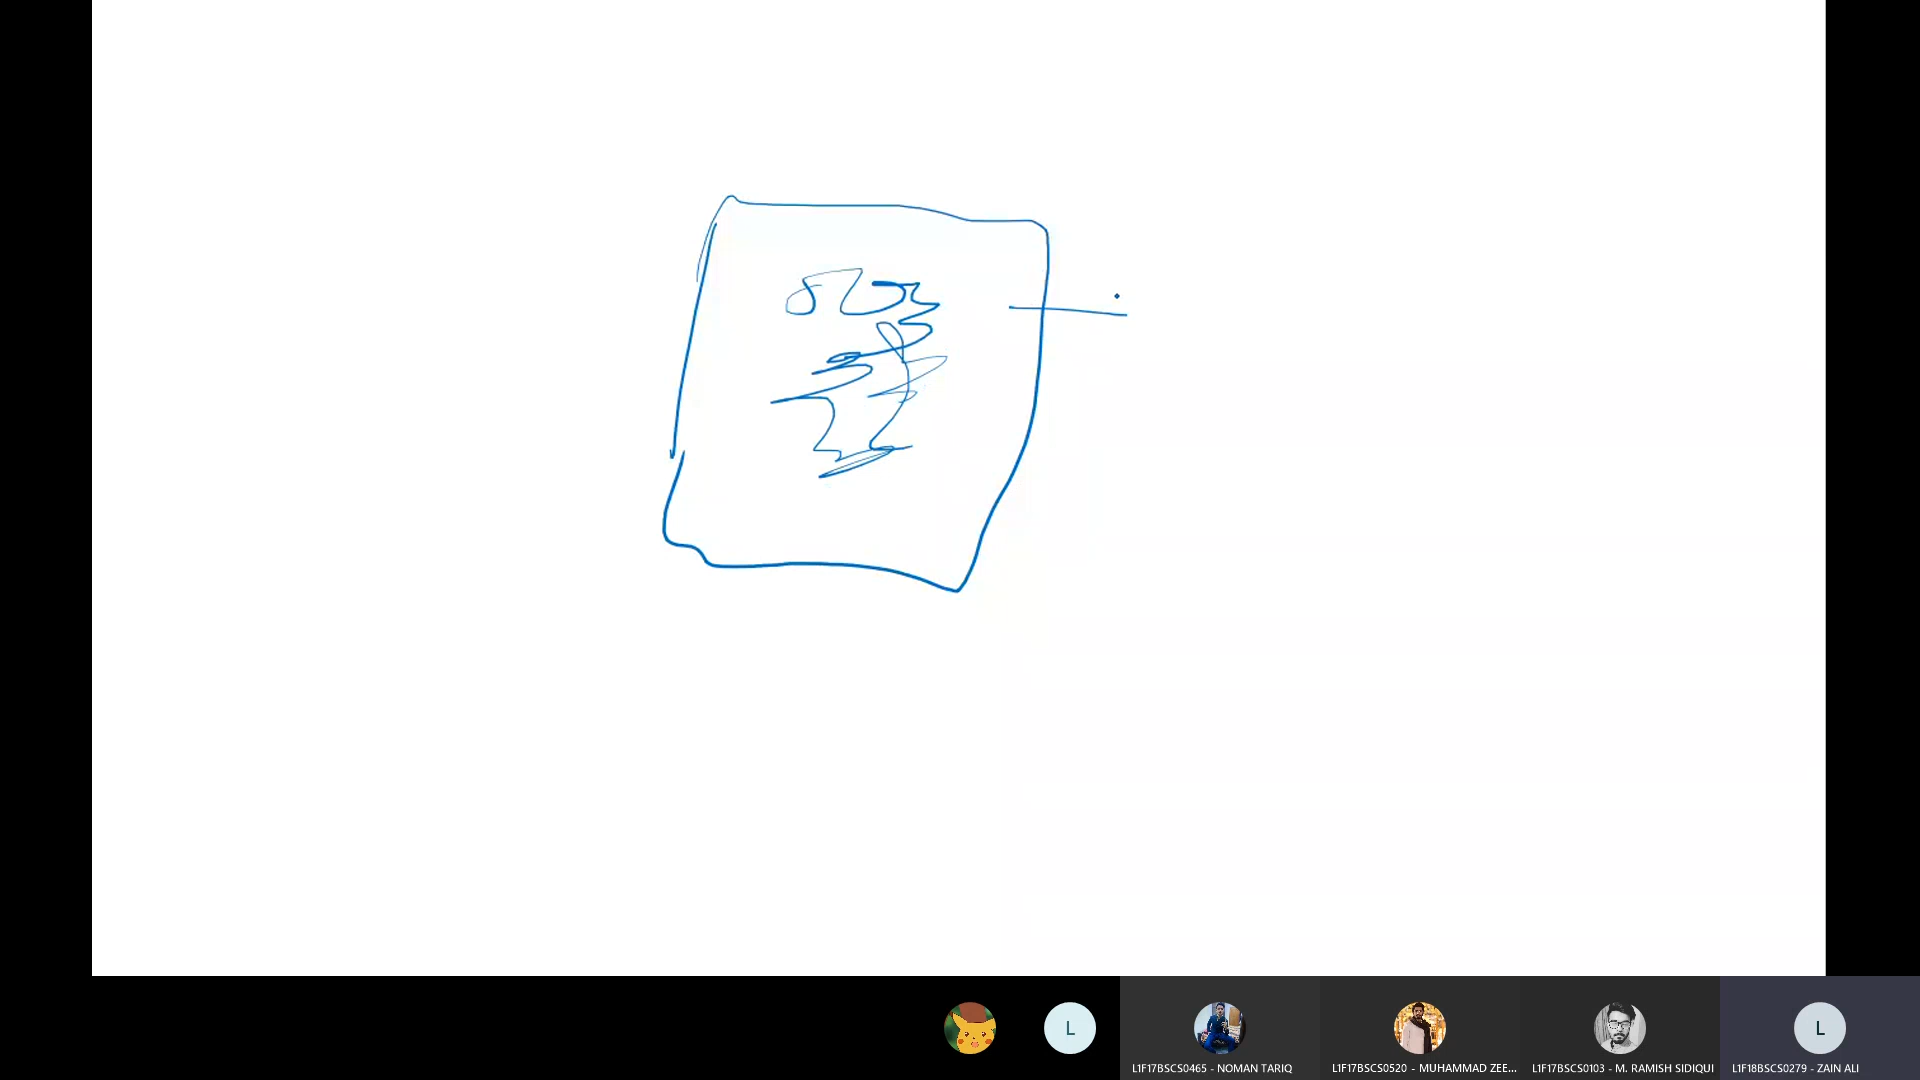 L
L1F17BSCS0465 - NOMAN TARIQ
L1F17BSCS0520 - MUHAMMAD ZEE...
L1F17BSCS0103 - M. RAMISH SIDIQUI
L
L1F18BSCS0279 - ZAIN ALI